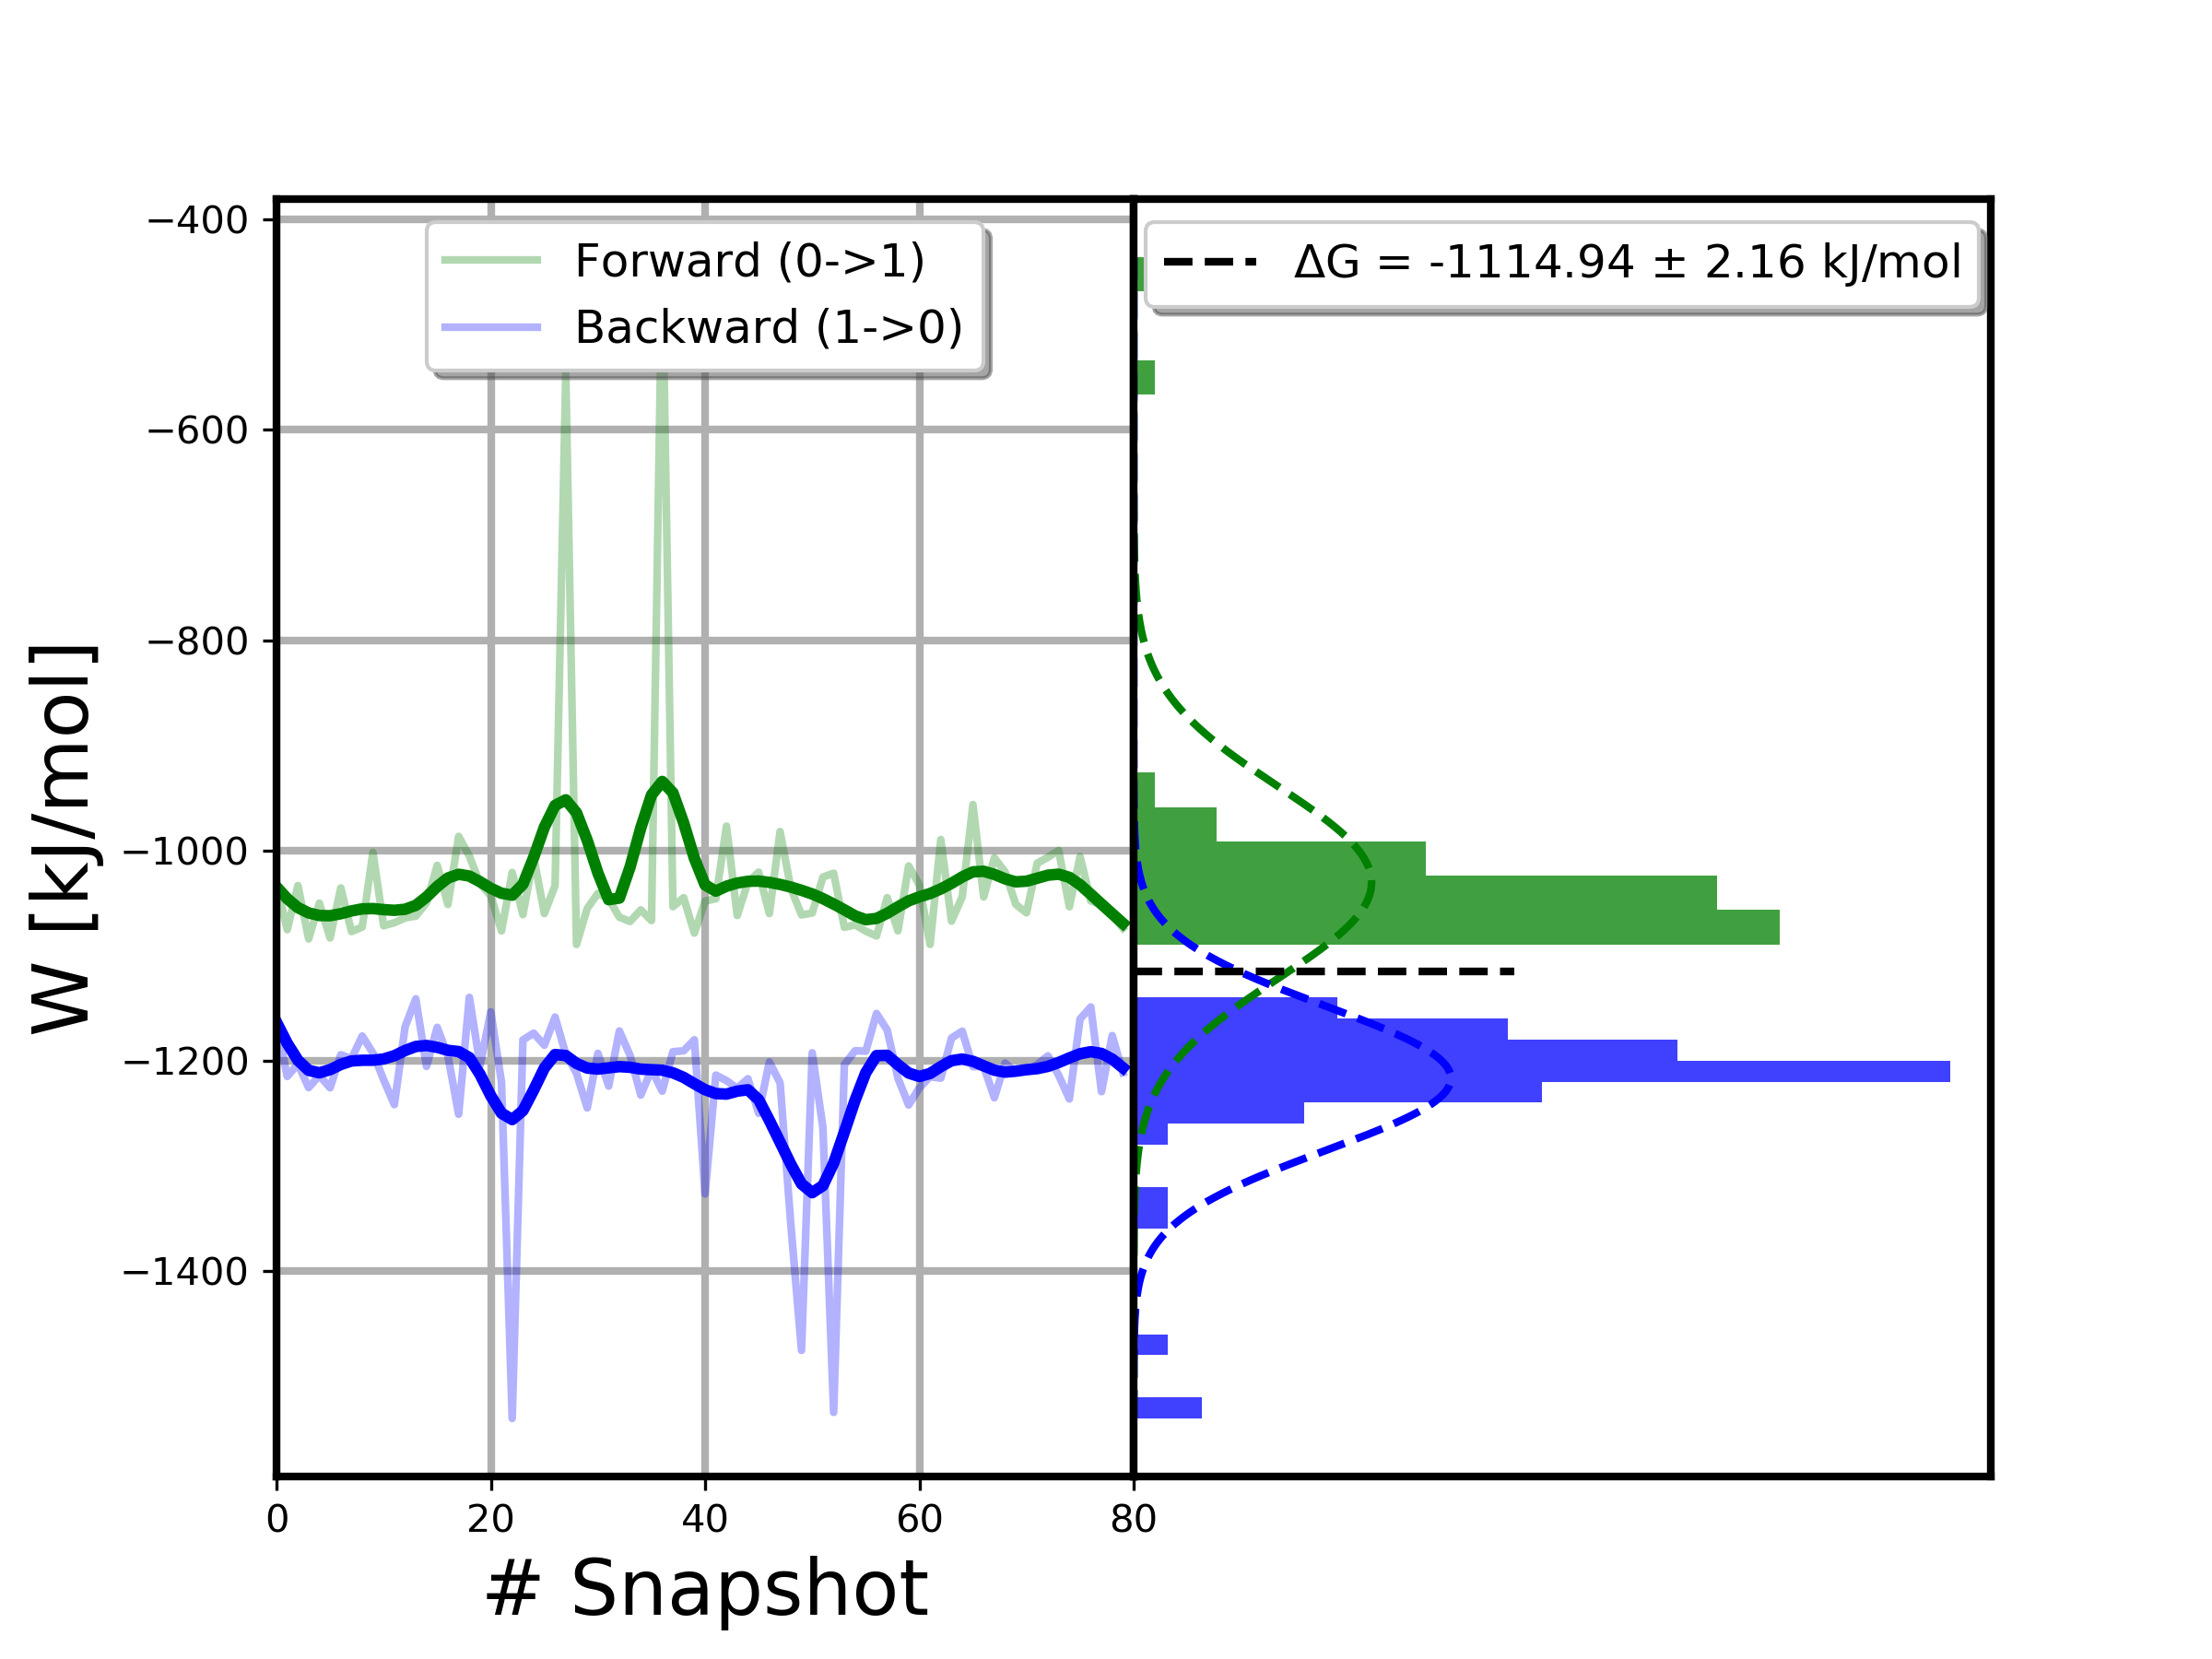 Forward (0->1)
Backward (1->0)
ΔG = -1114.94 ± 2.16 kJ/mol
W [kJ/mol]
−400
−600
−800
−1000
−1200
−1400
0 20 40 60 80
# Snapshot